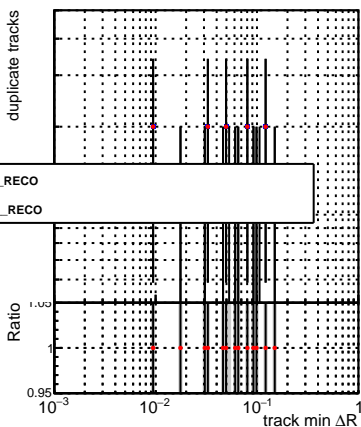 duplicate tracks
_RECO
_RECO
Ratio
1.05
1
0.95
10⁻³
10⁻²
10⁻¹
1
track min ΔR